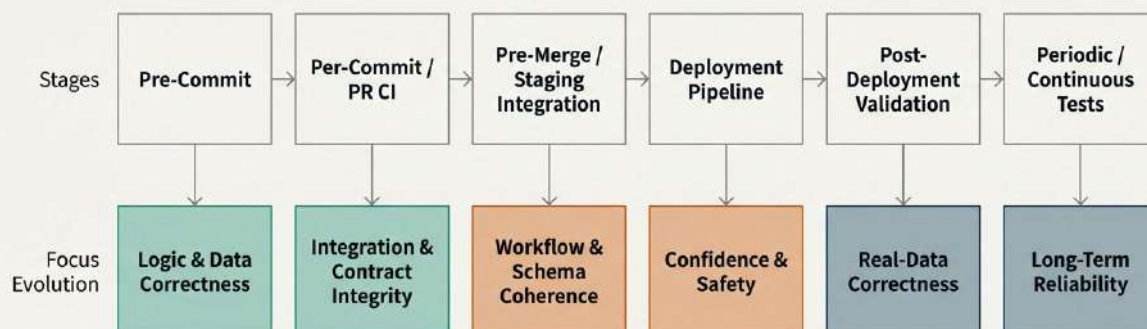 Stages
Pre-Commit
Per-Commit /
PR CI
Pre-Merge /
Staging
Integration
Deployment
Pipeline
Post-
Deployment
Validation
Periodic /
Continuous
Tests
Focus
Evolution
Logic & Data
Correctness
Integration &
Contract
Integrity
Workflow &
Schema
Coherence
Confidence &
Safety
Real-Data
Correctness
Long-Term
Reliability